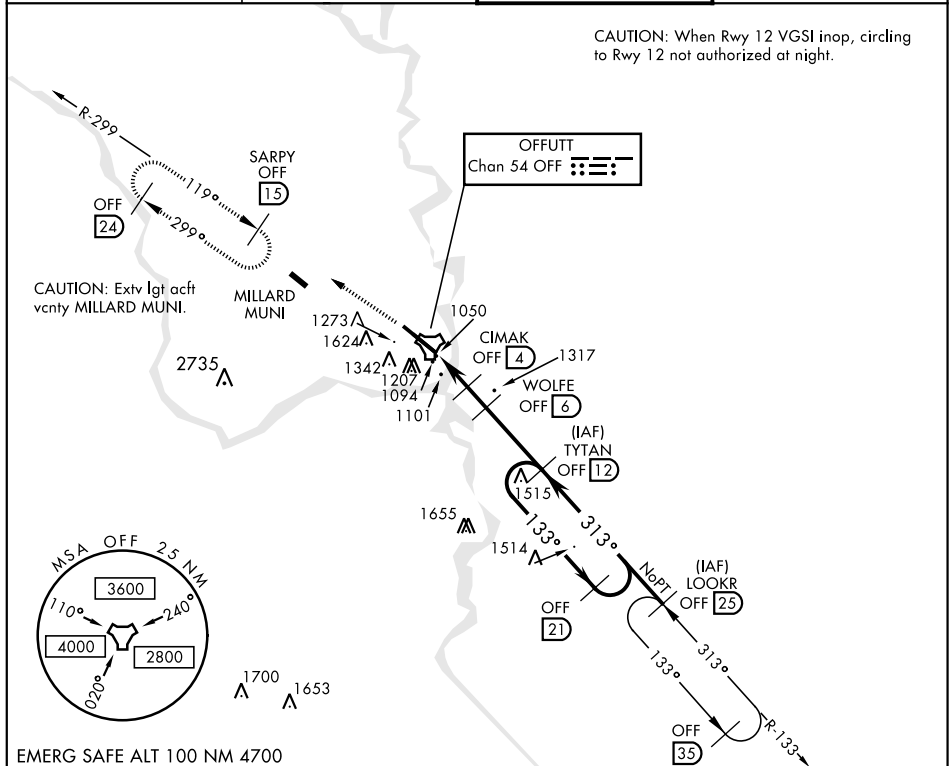 CAUTION: When Rwy 12 VGSI inop, circling
to Rwy 12 not authorized at night.
R-299
OFFUTT
Chan 54 OFF
SARPY
OFF
15
119°
299°
OFF
24
CAUTION: Extv lgt acft
vcnty MILLARD MUNI.
MILLARD
MUNI
1273
1624
1342
1207
1094
1101
1050
2735
CIMAK
OFF 4
1317
WOLFE
OFF 6
(IAF)
TYTAN
OFF 12
1515
1655
1514
133°
313°
NoPT
(IAF)
LOOKR
OFF 25
OFF
21
133°
313°
R-133
OFF
35
MSA OFF 25 NM
3600
110°
240°
4000
2800
020°
1700
1653
EMERG SAFE ALT 100 NM 4700